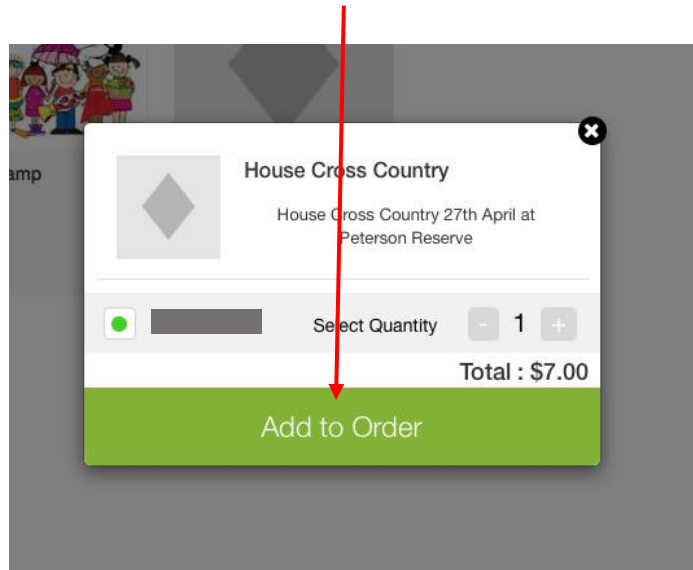 amp
House Cross Country
House Cross Country 27th April at
Peterson Reserve
Select Quantity - 1 +
Total : $7.00
Add to Order